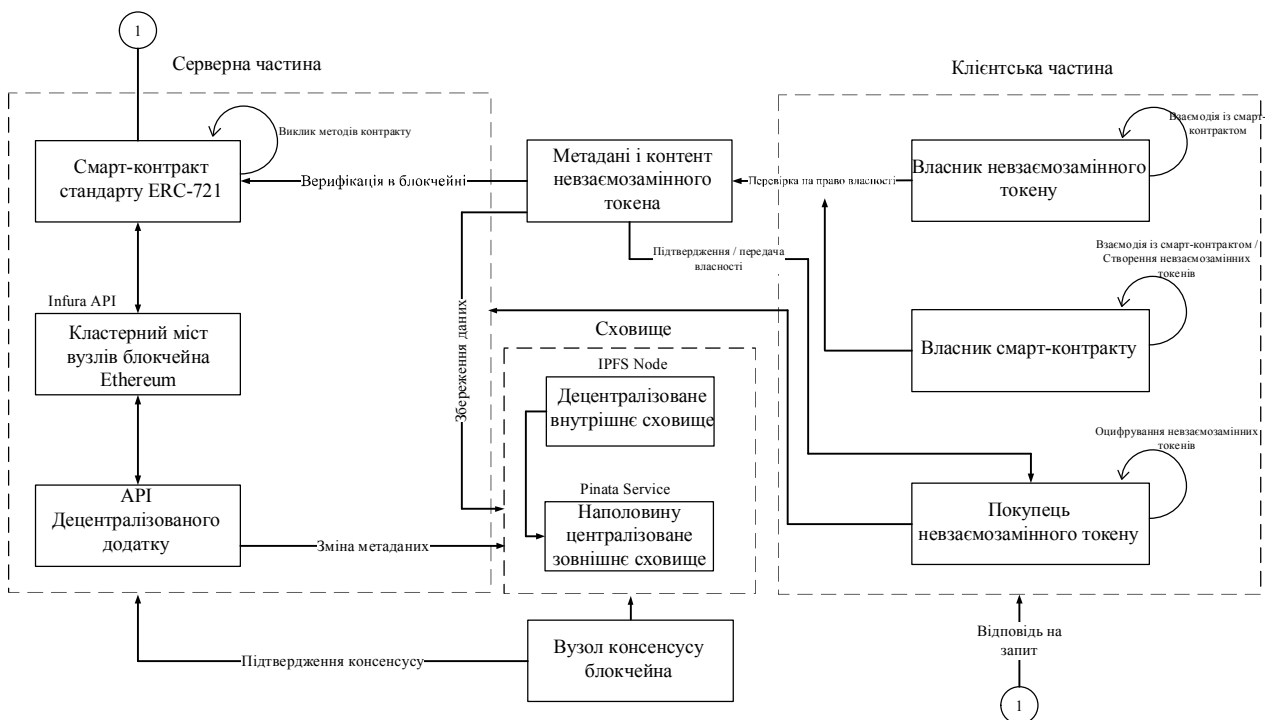 1
Серверна частина
Клієнтська частина
Виклик методів
контракту
Смарт-контракт
стандарту ERC-721
Верифікація в блокчейні
Метадані і контент
невзаємозамінного
токена
Перевірка на право власності
Взаємодія із смарт-
контрактом
Власник невзаємозамінного
токену
Підтвердження / передача
власності
Взаємодія із смарт-контрактом /
Створення невзаємозамінних
токенів
Власник смарт-контракту
Infura API
Кластерний міст
вузлів блокчейна
Ethereum
Збереження даних
Сховище
IPFS Node
Децентралізоване
внутрішнє сховище
Pinata Service
Наполовину
централізоване
зовнішнє сховище
Оцифрування невзаємозамінних
токенів
Покупець
невзаємозамінного токену
АРІ
Децентралізованого
додатку
Зміна метаданих
Підтвердження консенсусу
Вузол консенсусу
блокчейна
Відповідь на
запит
1